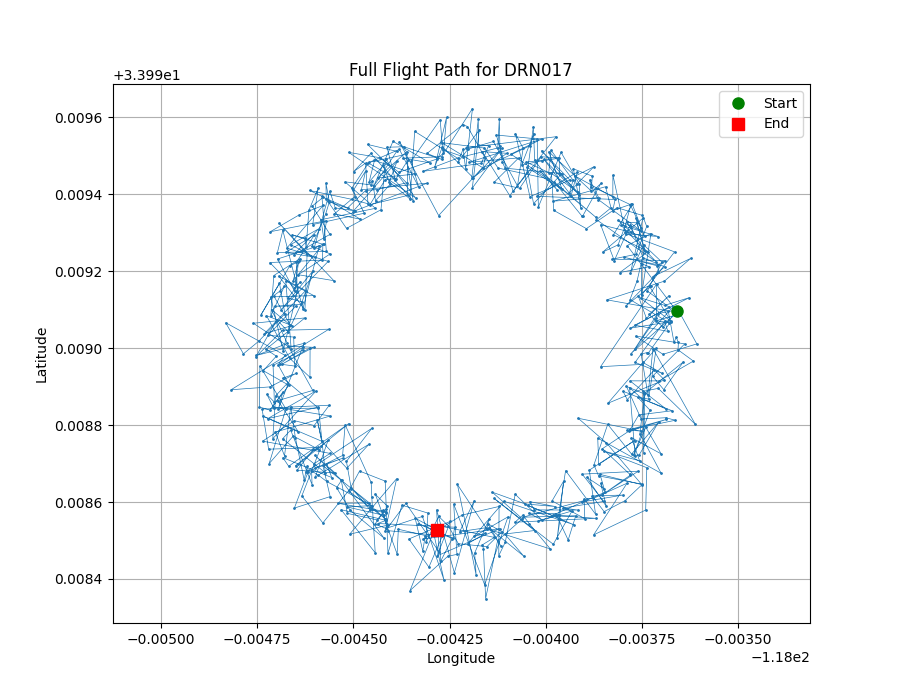 Full Flight Path for DRN017
+3.399e1
Start
End
0.0096
0.0094
0.0092
0.0090
0.0088
0.0086
0.0084
Latitude
−0.00500
−0.00475
−0.00450
−0.00425
−0.00400
−0.00375
−0.00350
Longitude
−1.18e2